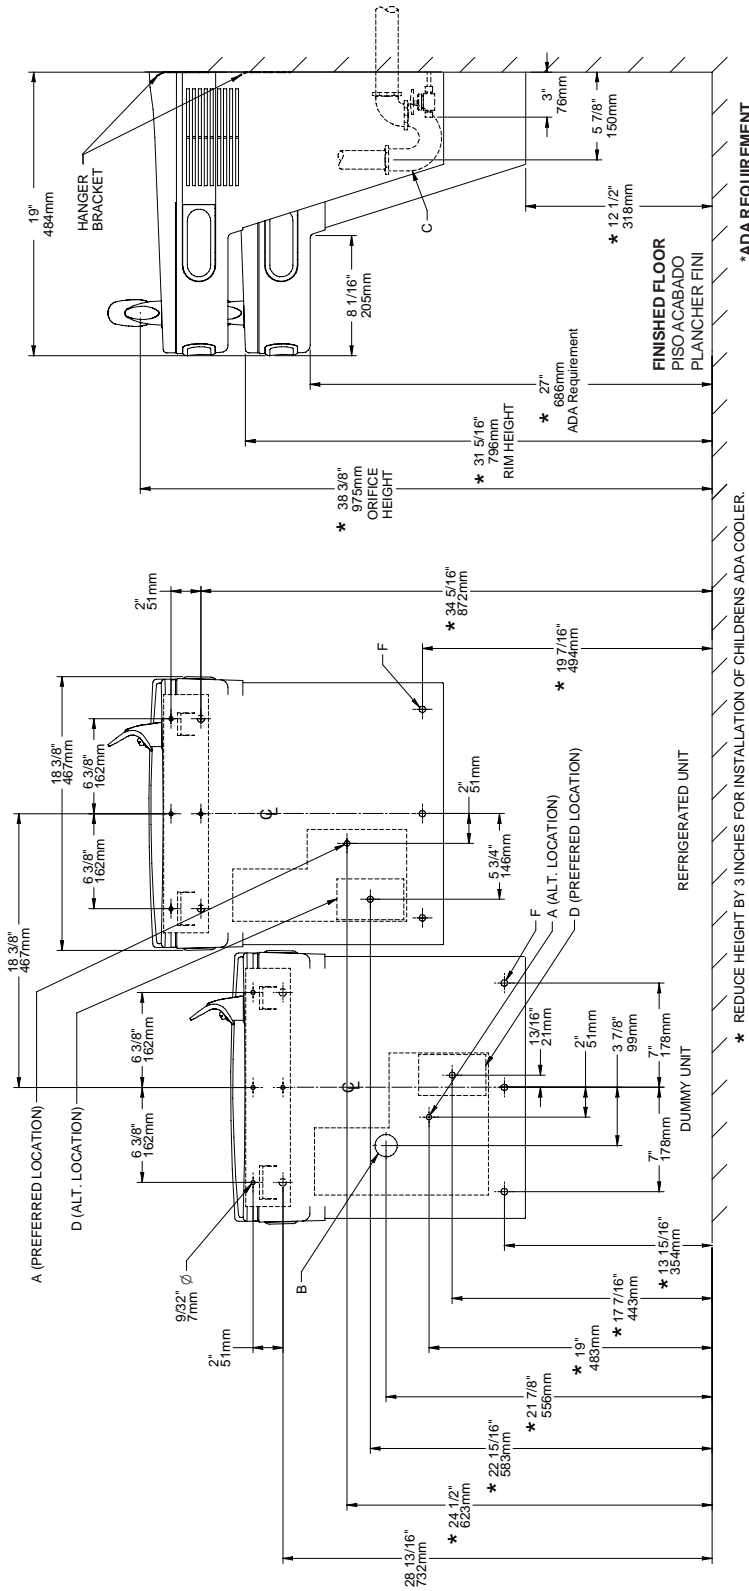 19"
484mm
HANGER
BRACKET
3"
76mm
5 7/8"
150mm
C
* 12 1/2"
318mm
8 1/16"
205mm
FINISHED FLOOR
PISO ACABADO
PLANCHER FINI
*ADA REQUIREMENT
* 27"
686mm
ADA Requirement
* 31 5/16"
796mm
RIM HEIGHT
* 38 3/8"
975mm
ORIFICE
HEIGHT
2"
51mm
* 34 5/16"
872mm
F
* 19 7/16"
494mm
18 3/8"
467mm
6 3/8"
162mm
6 3/8"
162mm
18 3/8"
467mm
CL
2"
51mm
5 3/4"
146mm
REFRIGERATED UNIT
A (PREFERRED LOCATION)
D (ALT. LOCATION)
F
A (ALT. LOCATION)
D (PREFERED LOCATION)
6 3/8"
162mm
6 3/8"
162mm
CL
9/32" Ø
7mm
B
2"
51mm
13/16"
21mm
2"
51mm
3 7/8"
99mm
7"
178mm
7"
178mm
DUMMY UNIT
* 13 15/16"
354mm
* 17 7/16"
443mm
* 19"
483mm
* 21 7/8"
556mm
* 22 15/16"
583mm
* 24 1/2"
623mm
28 13/16"
732mm
* REDUCE HEIGHT BY 3 INCHES FOR INSTALLATION OF CHILDRENS ADA COOLER.